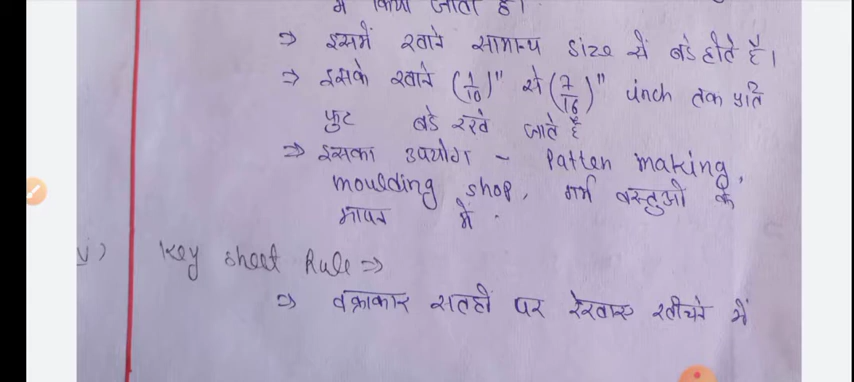 में किया जाता है।
⇒ इसमें खाने सामान्य size से बडे होते है।
⇒ इसके खाने (1/10)" से (7/16)" inch तक प्रति
फुट बडे रखे जाते है
⇒ इसका उपयोग - Patten making,
moulding shop, गर्म वस्तुओ के
मापन में.
v) Key sheet Rule ⇒
⇒ वक्राकार सतहो पर रेखाए खीचने में